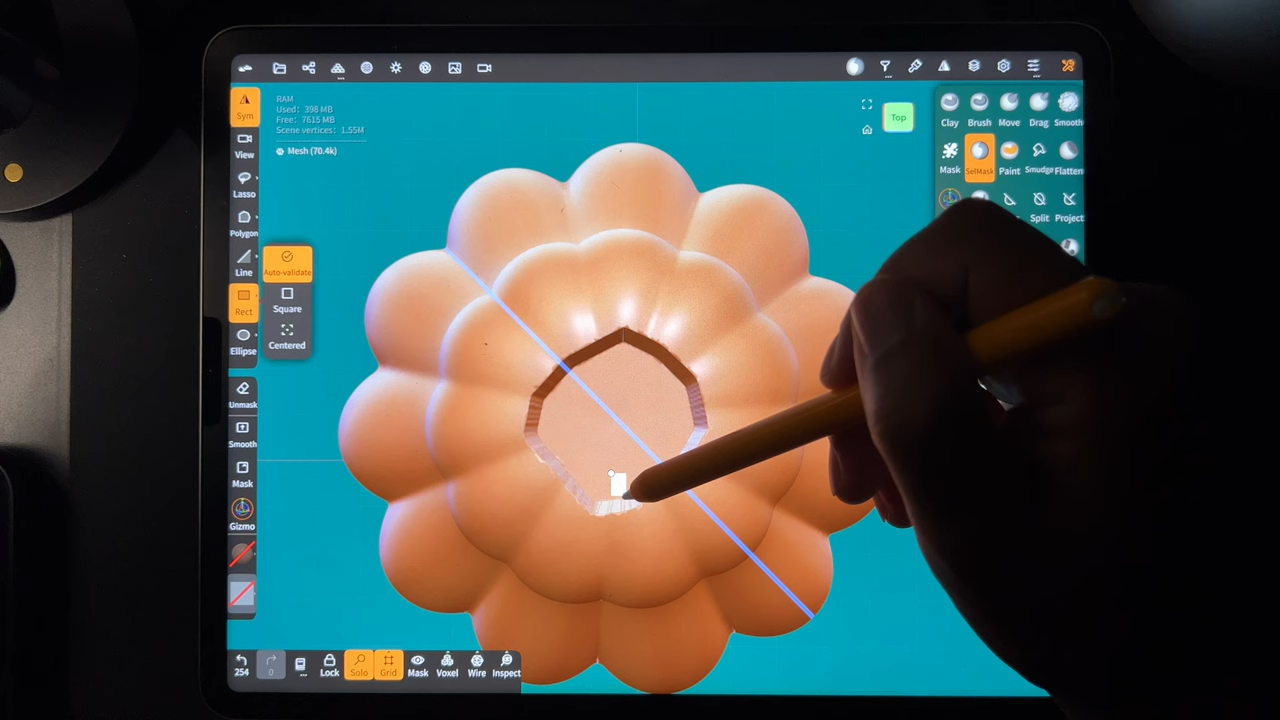 RAM
Used: 398 MB
Free: 7615 MB
Scene vertices: 1.55M
Mesh (70.4k)
Top
Sym
View
Lasso
Polygon
Line
Rect
Ellipse
Unmask
Smooth
Mask
Gizmo
Auto-validate
Square
Centered
Clay Brush Move Drag Smooth
Mask SelMask Paint Smudge Flatten
Split Project
254 0 Lock Solo Grid Mask Voxel Wire Inspect